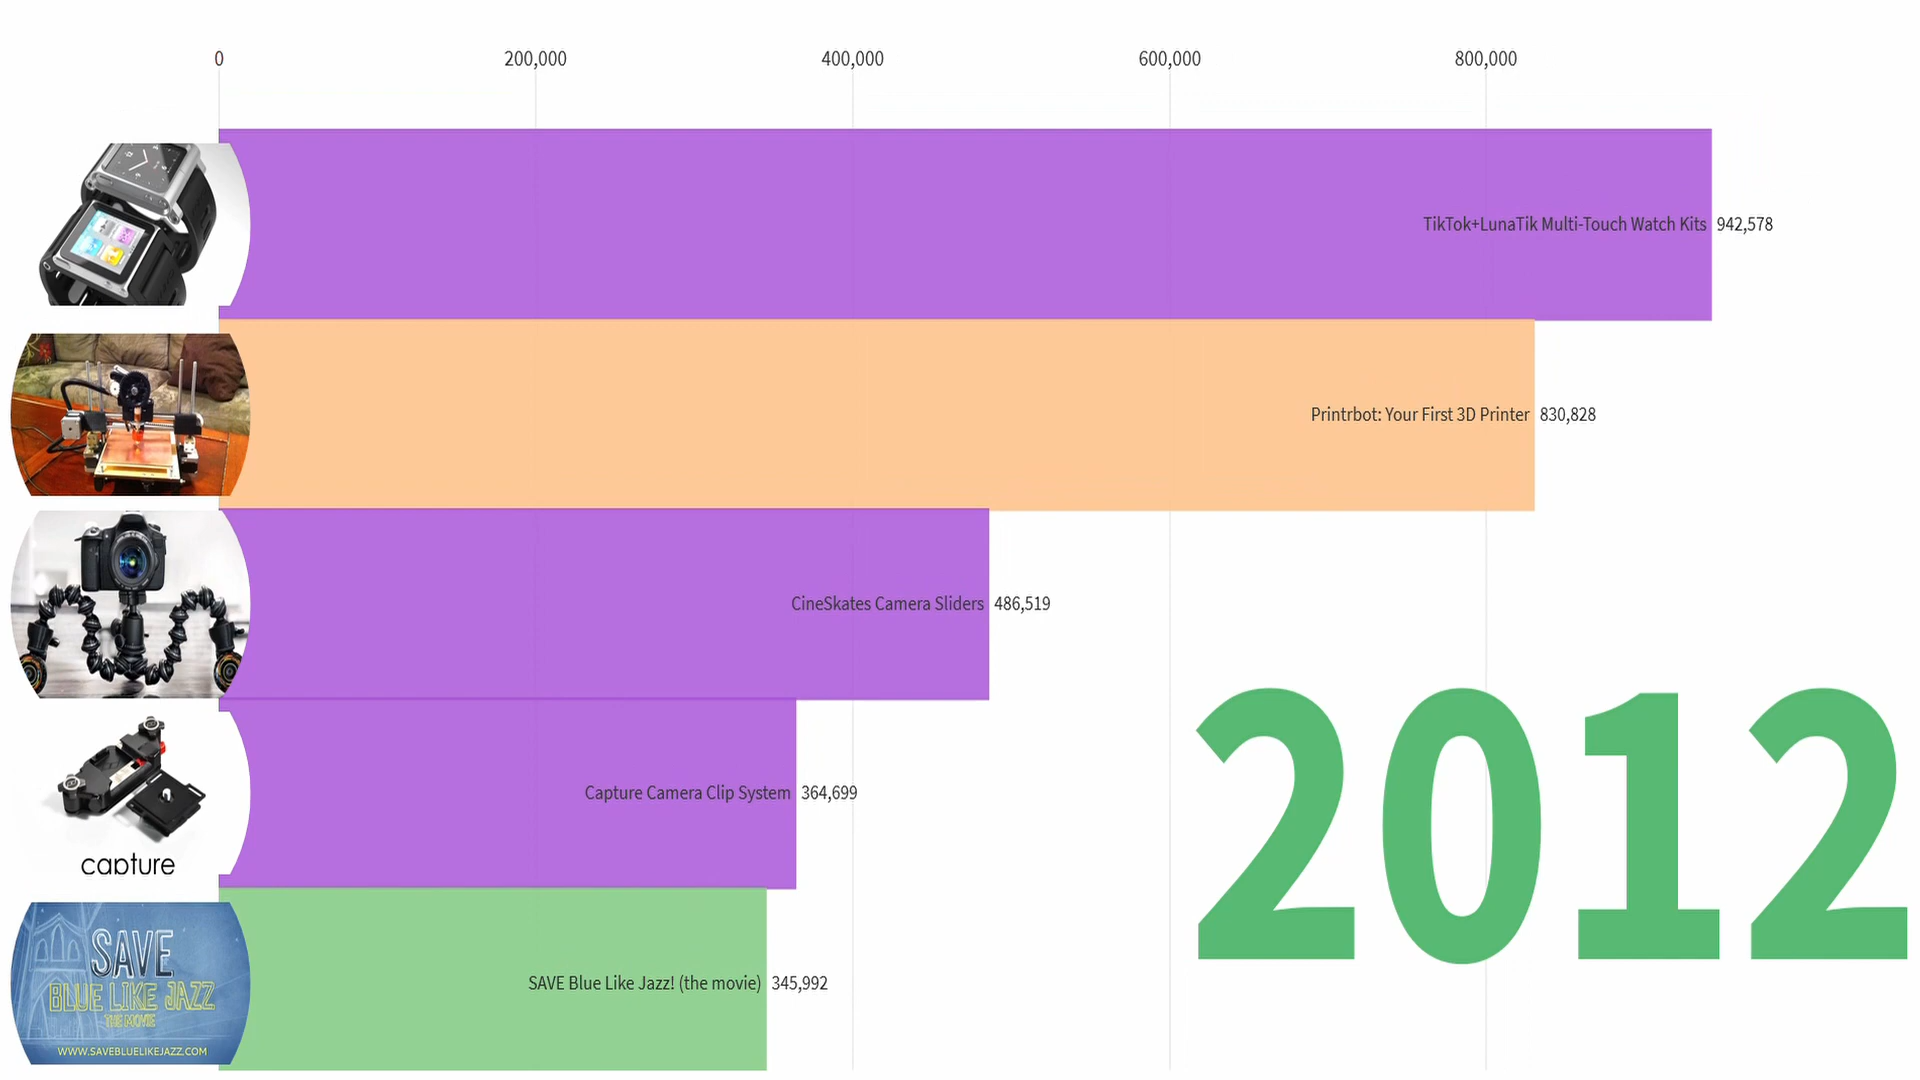 0 200,000 400,000 600,000 800,000
TikTok+LunaTik Multi-Touch Watch Kits 942,578
Printrbot: Your First 3D Printer 830,828
CineSkates Camera Sliders 486,519
capture
Capture Camera Clip System 364,699
SAVE
BLUE LIKE JAZZ
THE MOVIE
WWW.SAVEBLUELIKEJAZZ.COM
SAVE Blue Like Jazz! (the movie) 345,992
2012